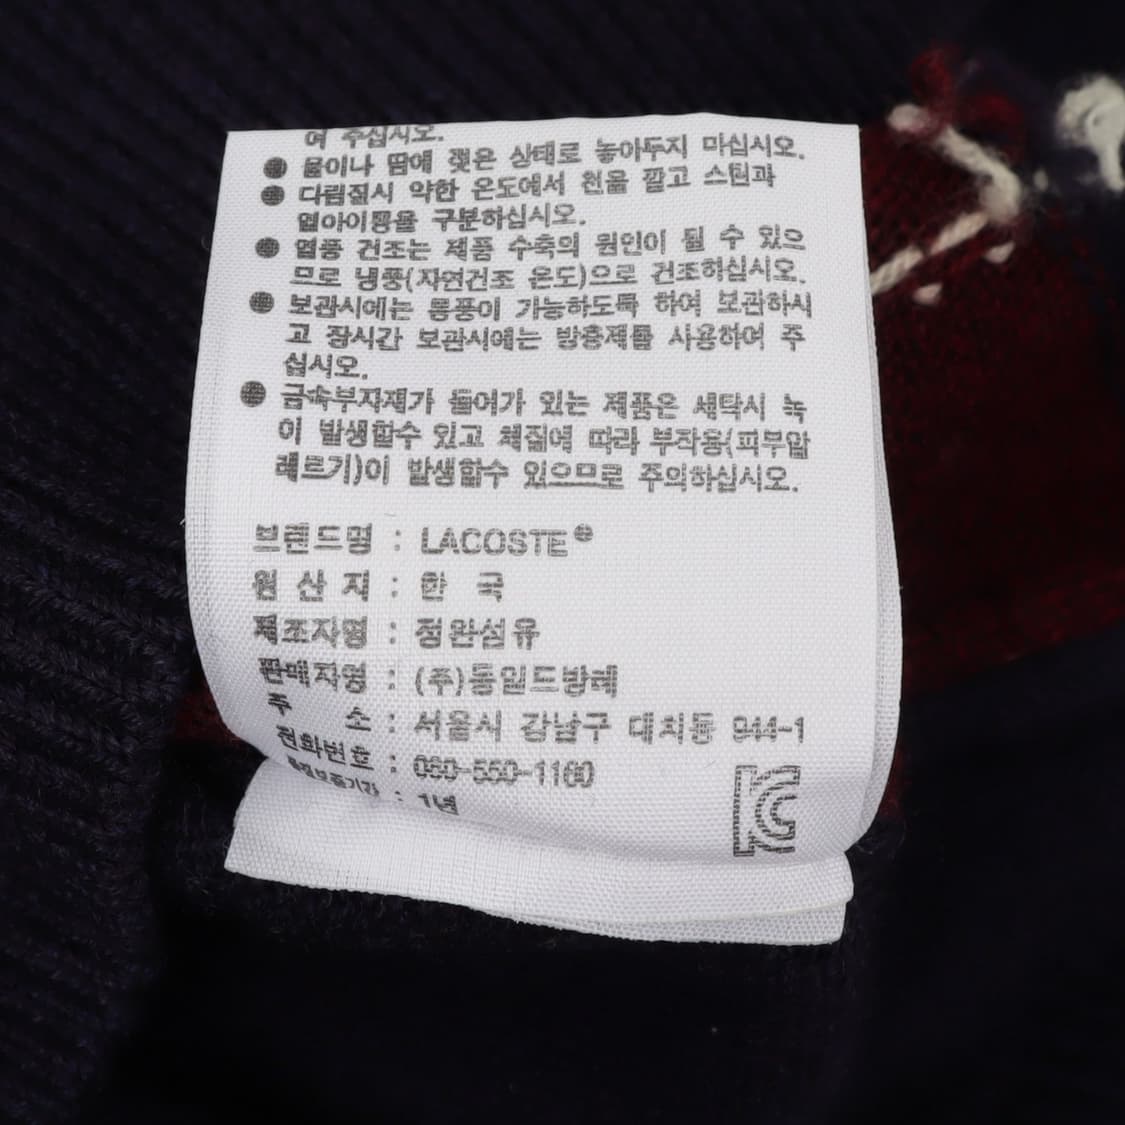 여 주십시오.
● 물이나 땀에 젖은 상태로 놓아두지 마십시오.
● 다림질시 약한 온도에서 천을 깔고 스팀과
열아이롱을 구분하십시오.
● 열풍 건조는 제품 수축의 원인이 될 수 있으
므로 냉풍(자연건조 온도)으로 건조하십시오.
● 보관시에는 통풍이 가능하도록 하여 보관하시
고 장시간 보관시에는 방충제를 사용하여 주
십시오.
● 금속부자재가 들어가 있는 제품은 세탁시 녹
이 발생할수 있고 체질에 따라 부작용(피부알
레르기)이 발생할수 있으므로 주의하십시오.
브랜드명 : LACOSTE®
원 산 지 : 한 국
제조자명 : 정완섬유
판매자명 : (주)동일드방레
주 소 : 서울시 강남구 대치동 944-1
전화번호 : 080-550-1160
품질보증기간 : 1년